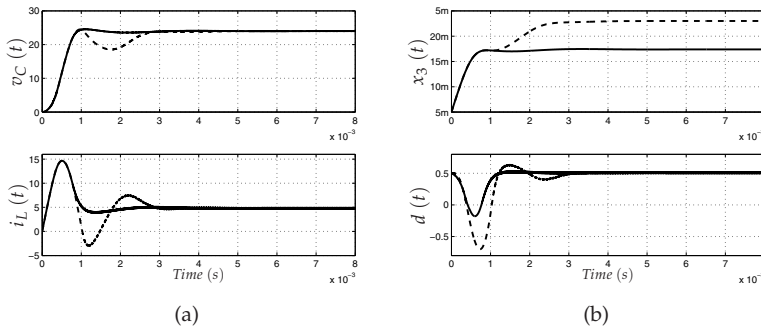 30
20
10
0
v_C (t)
0 1 2 3 4 5 6 7 8
x 10⁻³
15
10
5
0
−5
i_L (t)
0 1 2 3 4 5 6 7 8
Time (s)
x 10⁻³
(a)
25m
20m
15m
10m
5m
x_3 (t)
0 1 2 3 4 5 6 7
x 10⁻³
0.5
0
−0.5
d (t)
0 1 2 3 4 5 6 7
Time (s)
x 10⁻³
(b)